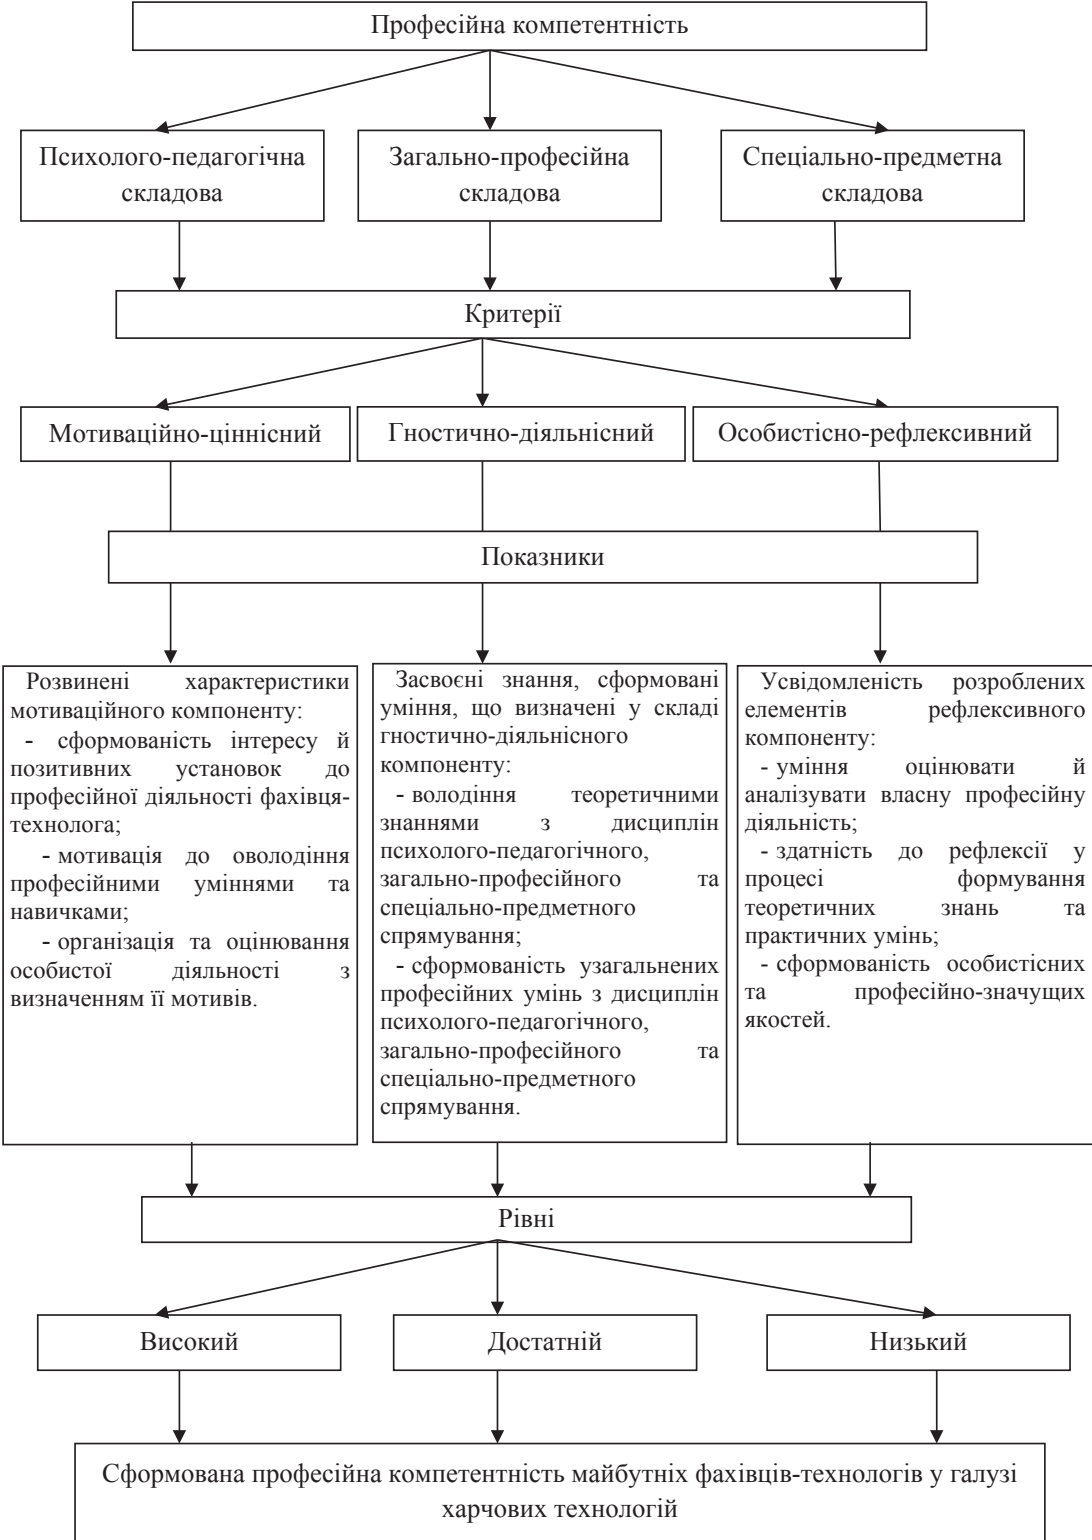 Професійна компетентність
Психолого-педагогічна
складова
Загально-професійна
складова
Спеціально-предметна
складова
Критерії
Мотиваційно-ціннісний
Гностично-діяльнісний
Особистісно-рефлексивний
Показники
Розвинені характеристики
мотиваційного компоненту:
- сформованість інтересу й
позитивних установок до
професійної діяльності фахівця-
технолога;
- мотивація до оволодіння
професійними уміннями та
навичками;
- організація та оцінювання
особистої діяльності з
визначенням її мотивів.
Засвоєні знання, сформовані
уміння, що визначені у складі
гностично-діяльнісного
компоненту:
- володіння теоретичними
знаннями з дисциплін
психолого-педагогічного,
загально-професійного та
спеціально-предметного
спрямування;
- сформованість узагальнених
професійних умінь з дисциплін
психолого-педагогічного,
загально-професійного та
спеціально-предметного
спрямування.
Усвідомленість розроблених
елементів рефлексивного
компоненту:
- уміння оцінювати й
аналізувати власну професійну
діяльність;
- здатність до рефлексії у
процесі формування
теоретичних знань та
практичних умінь;
- сформованість особистісних
та професійно-значущих
якостей.
Рівні
Високий
Достатній
Низький
Сформована професійна компетентність майбутніх фахівців-технологів у галузі
харчових технологій